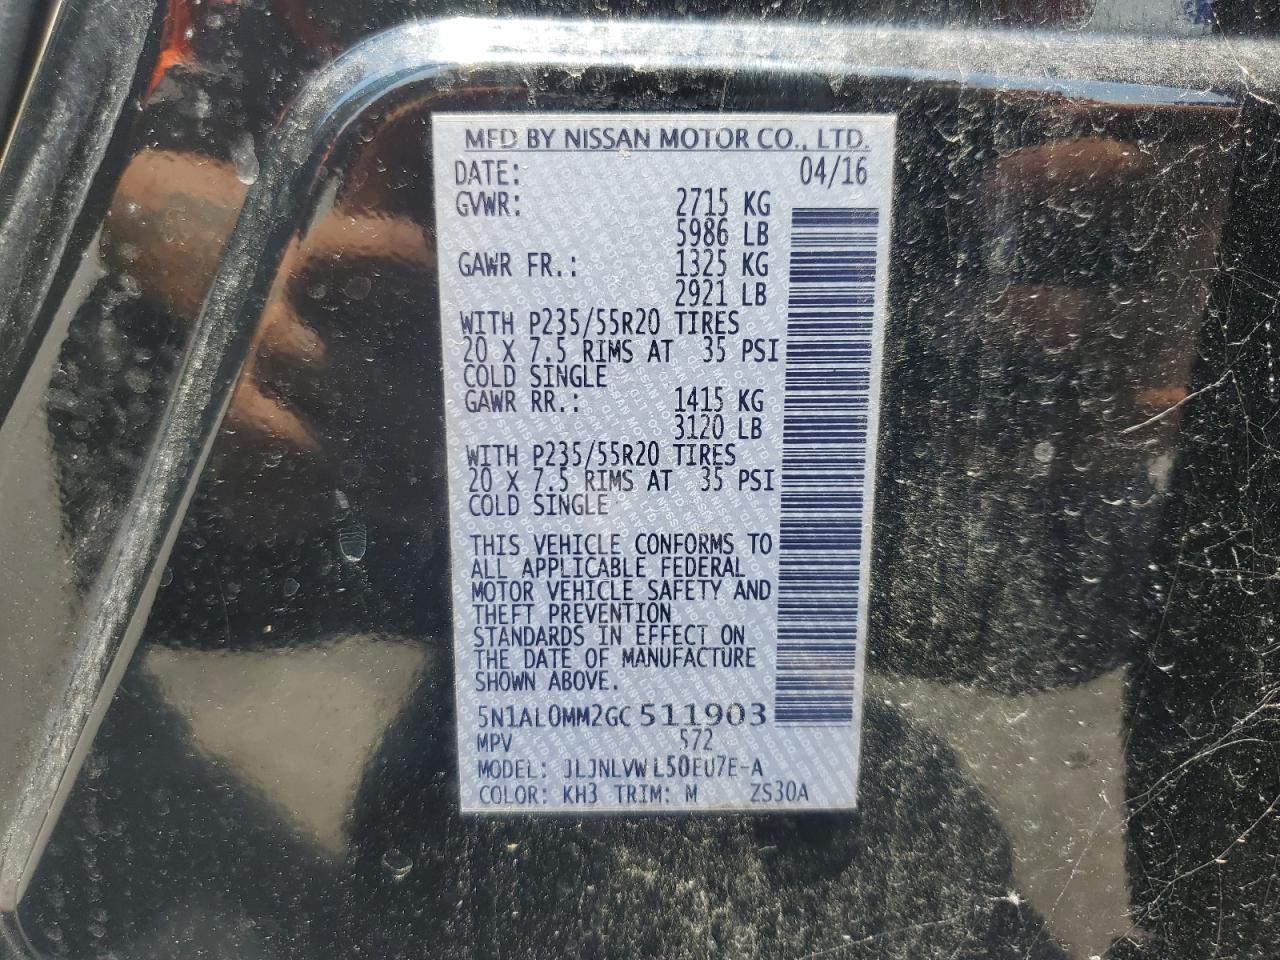 MFD BY NISSAN MOTOR CO., LTD.
DATE: 04/16
GVWR: 2715 KG
5986 LB
GAWR FR.: 1325 KG
2921 LB
WITH P235/55R20 TIRES
20 X 7.5 RIMS AT 35 PSI
COLD SINGLE
GAWR RR.: 1415 KG
3120 LB
WITH P235/55R20 TIRES
20 X 7.5 RIMS AT 35 PSI
COLD SINGLE
THIS VEHICLE CONFORMS TO
ALL APPLICABLE FEDERAL
MOTOR VEHICLE SAFETY AND
THEFT PREVENTION
STANDARDS IN EFFECT ON
THE DATE OF MANUFACTURE
SHOWN ABOVE.
5N1AL0MM2GC 511903
MPV 572
MODEL: JLJNLVWL50EU7E-A
COLOR: KH3 TRIM: M ZS30A